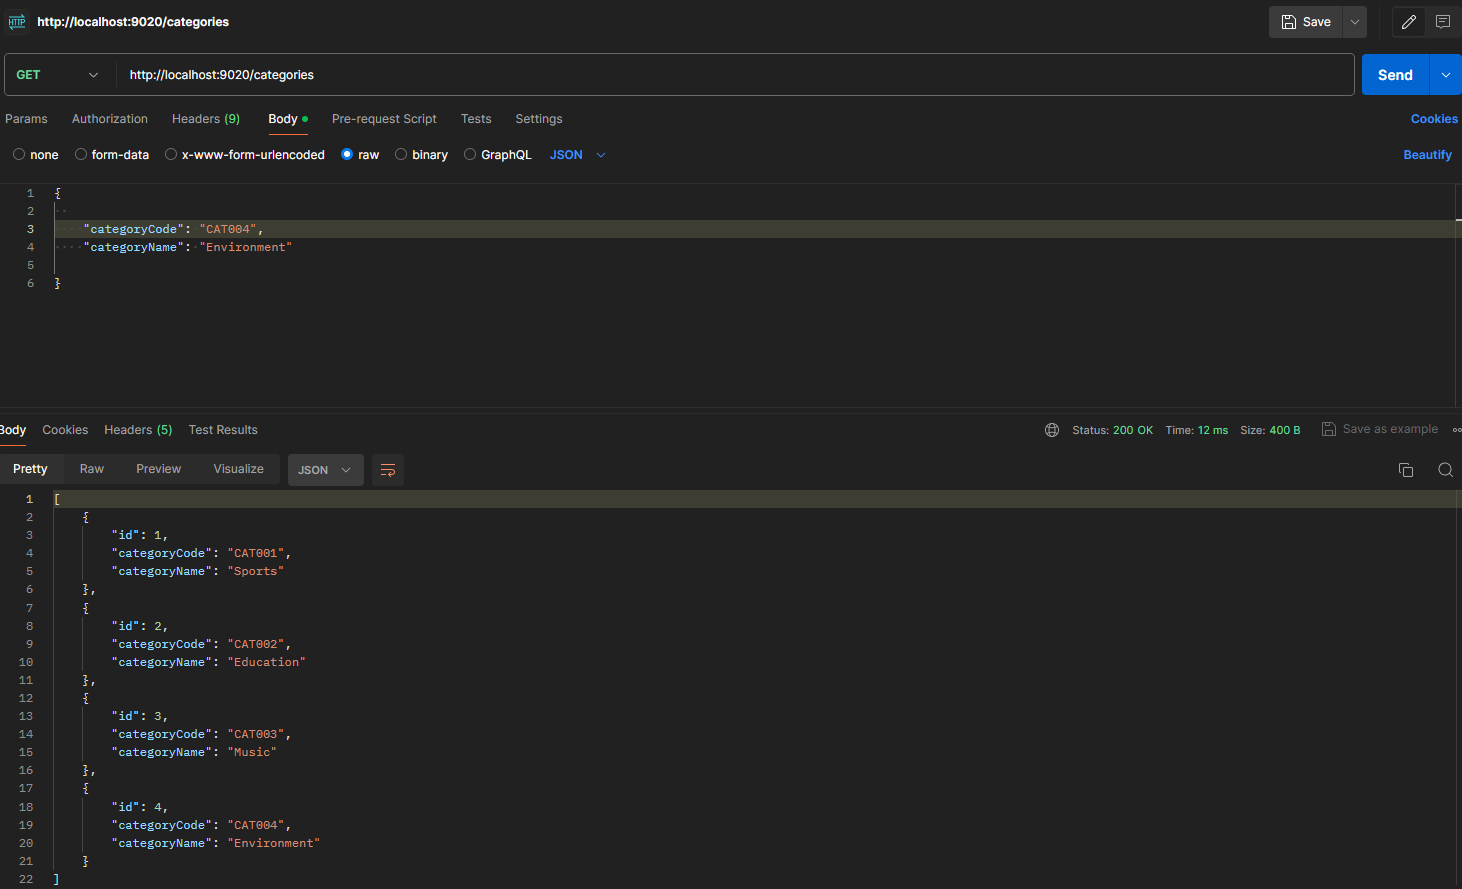 HTTP http://localhost:9020/categories
Save
GET http://localhost:9020/categories
Send
Params Authorization Headers (9) Body Pre-request Script Tests Settings Cookies
none form-data x-www-form-urlencoded raw binary GraphQL JSON Beautify
1 {
2
3 "categoryCode": "CAT004",
4 "categoryName": "Environment"
5
6 }
Body Cookies Headers (5) Test Results Status: 200 OK Time: 12 ms Size: 400 B Save as example
Pretty Raw Preview Visualize JSON
1 [
2 {
3 "id": 1,
4 "categoryCode": "CAT001",
5 "categoryName": "Sports"
6 },
7 {
8 "id": 2,
9 "categoryCode": "CAT002",
10 "categoryName": "Education"
11 },
12 {
13 "id": 3,
14 "categoryCode": "CAT003",
15 "categoryName": "Music"
16 },
17 {
18 "id": 4,
19 "categoryCode": "CAT004",
20 "categoryName": "Environment"
21 }
22 ]